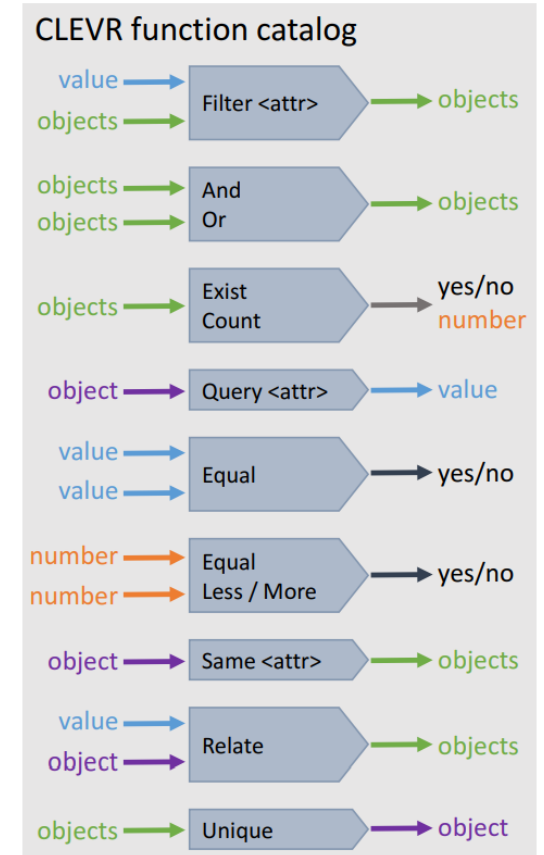 CLEVR function catalog
value
objects
Filter <attr>
objects
objects
objects
And
Or
objects
objects
Exist
Count
yes/no
number
object
Query <attr>
value
value
value
Equal
yes/no
number
number
Equal
Less / More
yes/no
object
Same <attr>
objects
value
object
Relate
objects
objects
Unique
object